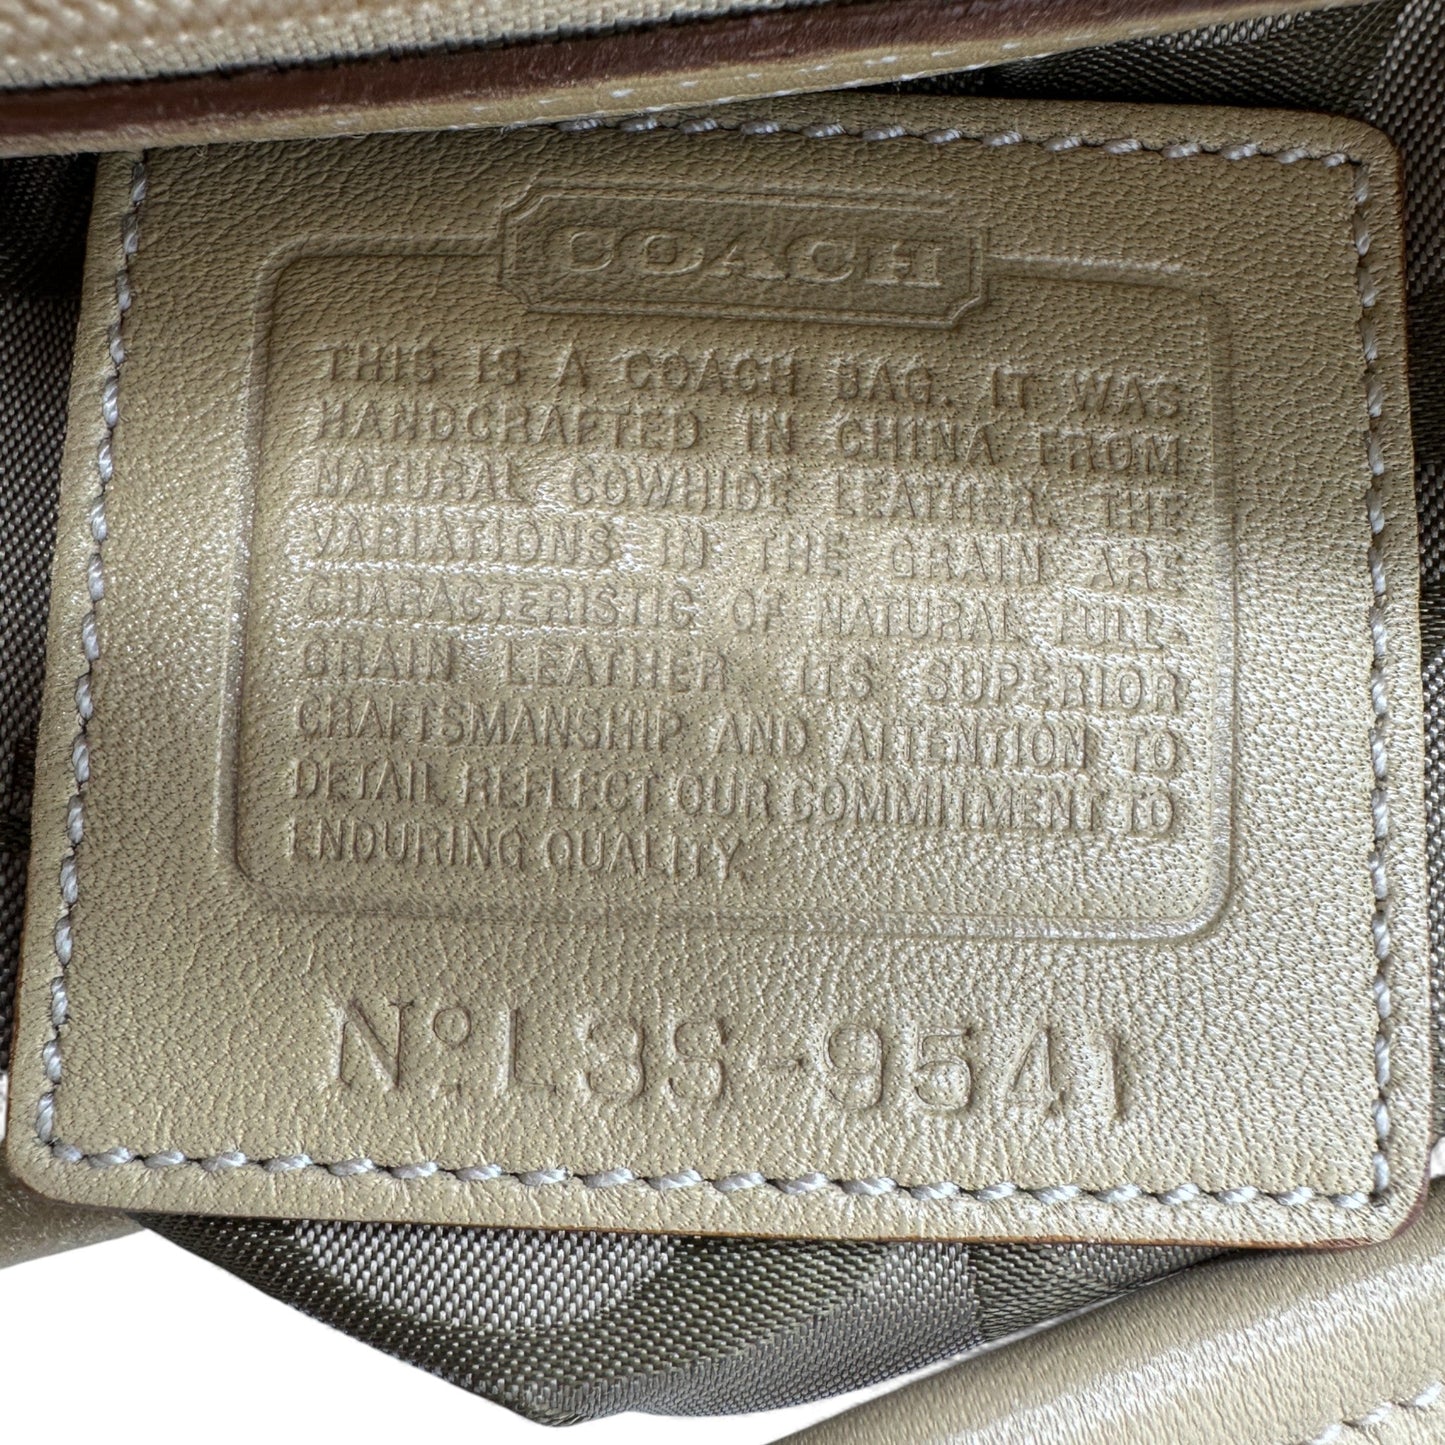 COACH
THIS IS A COACH BAG. IT WAS
HANDCRAFTED IN CHINA FROM
NATURAL COWHIDE LEATHER. THE
VARIATIONS IN THE GRAIN ARE
CHARACTERISTIC OF NATURAL FULL-
GRAIN LEATHER. ITS SUPERIOR
CRAFTSMANSHIP AND ATTENTION TO
DETAIL REFLECT OUR COMMITMENT TO
ENDURING QUALITY.
Nº L3S-9541